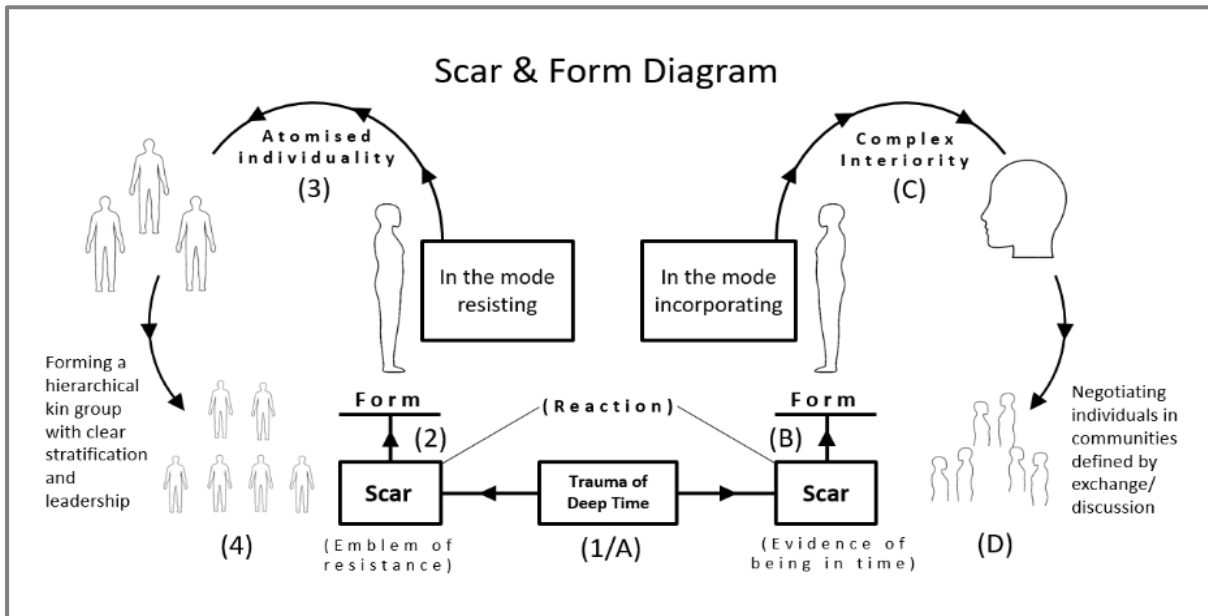 Scar & Form Diagram
Atomised
individuality
(3)
Complex
Interiority
(C)
In the mode
resisting
In the mode
incorporating
Forming a
hierarchical
kin group
with clear
stratification
and
leadership
(4)
Form
(2)
(Reaction)
Form
(B)
Scar
Trauma of
Deep Time
Scar
(Emblem of
resistance)
(1/A)
(Evidence of
being in time)
(D)
Negotiating
individuals in
communities
defined by
exchange/
discussion